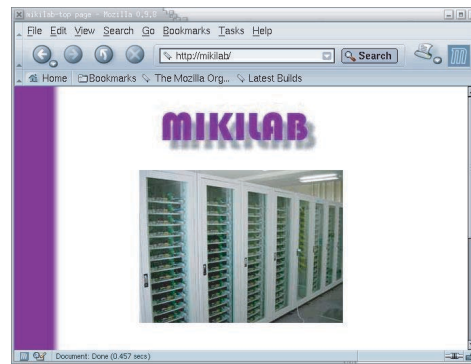 mikilab-top page - Mozilla 0.9.8
File Edit View Search Go Bookmarks Tasks Help
http://mikilab/ Search
Home Bookmarks The Mozilla Org... Latest Builds
MIKILAB
Document: Done (0.457 secs)